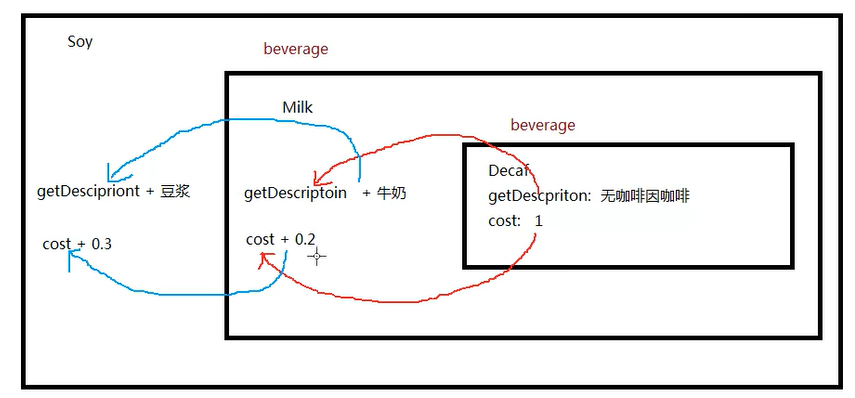 Soy
beverage
Milk
beverage
Decaf
getDescipriont + 豆浆
getDescriptoin + 牛奶
getDescpriton: 无咖啡因咖啡
cost + 0.3
cost + 0.2
cost: 1